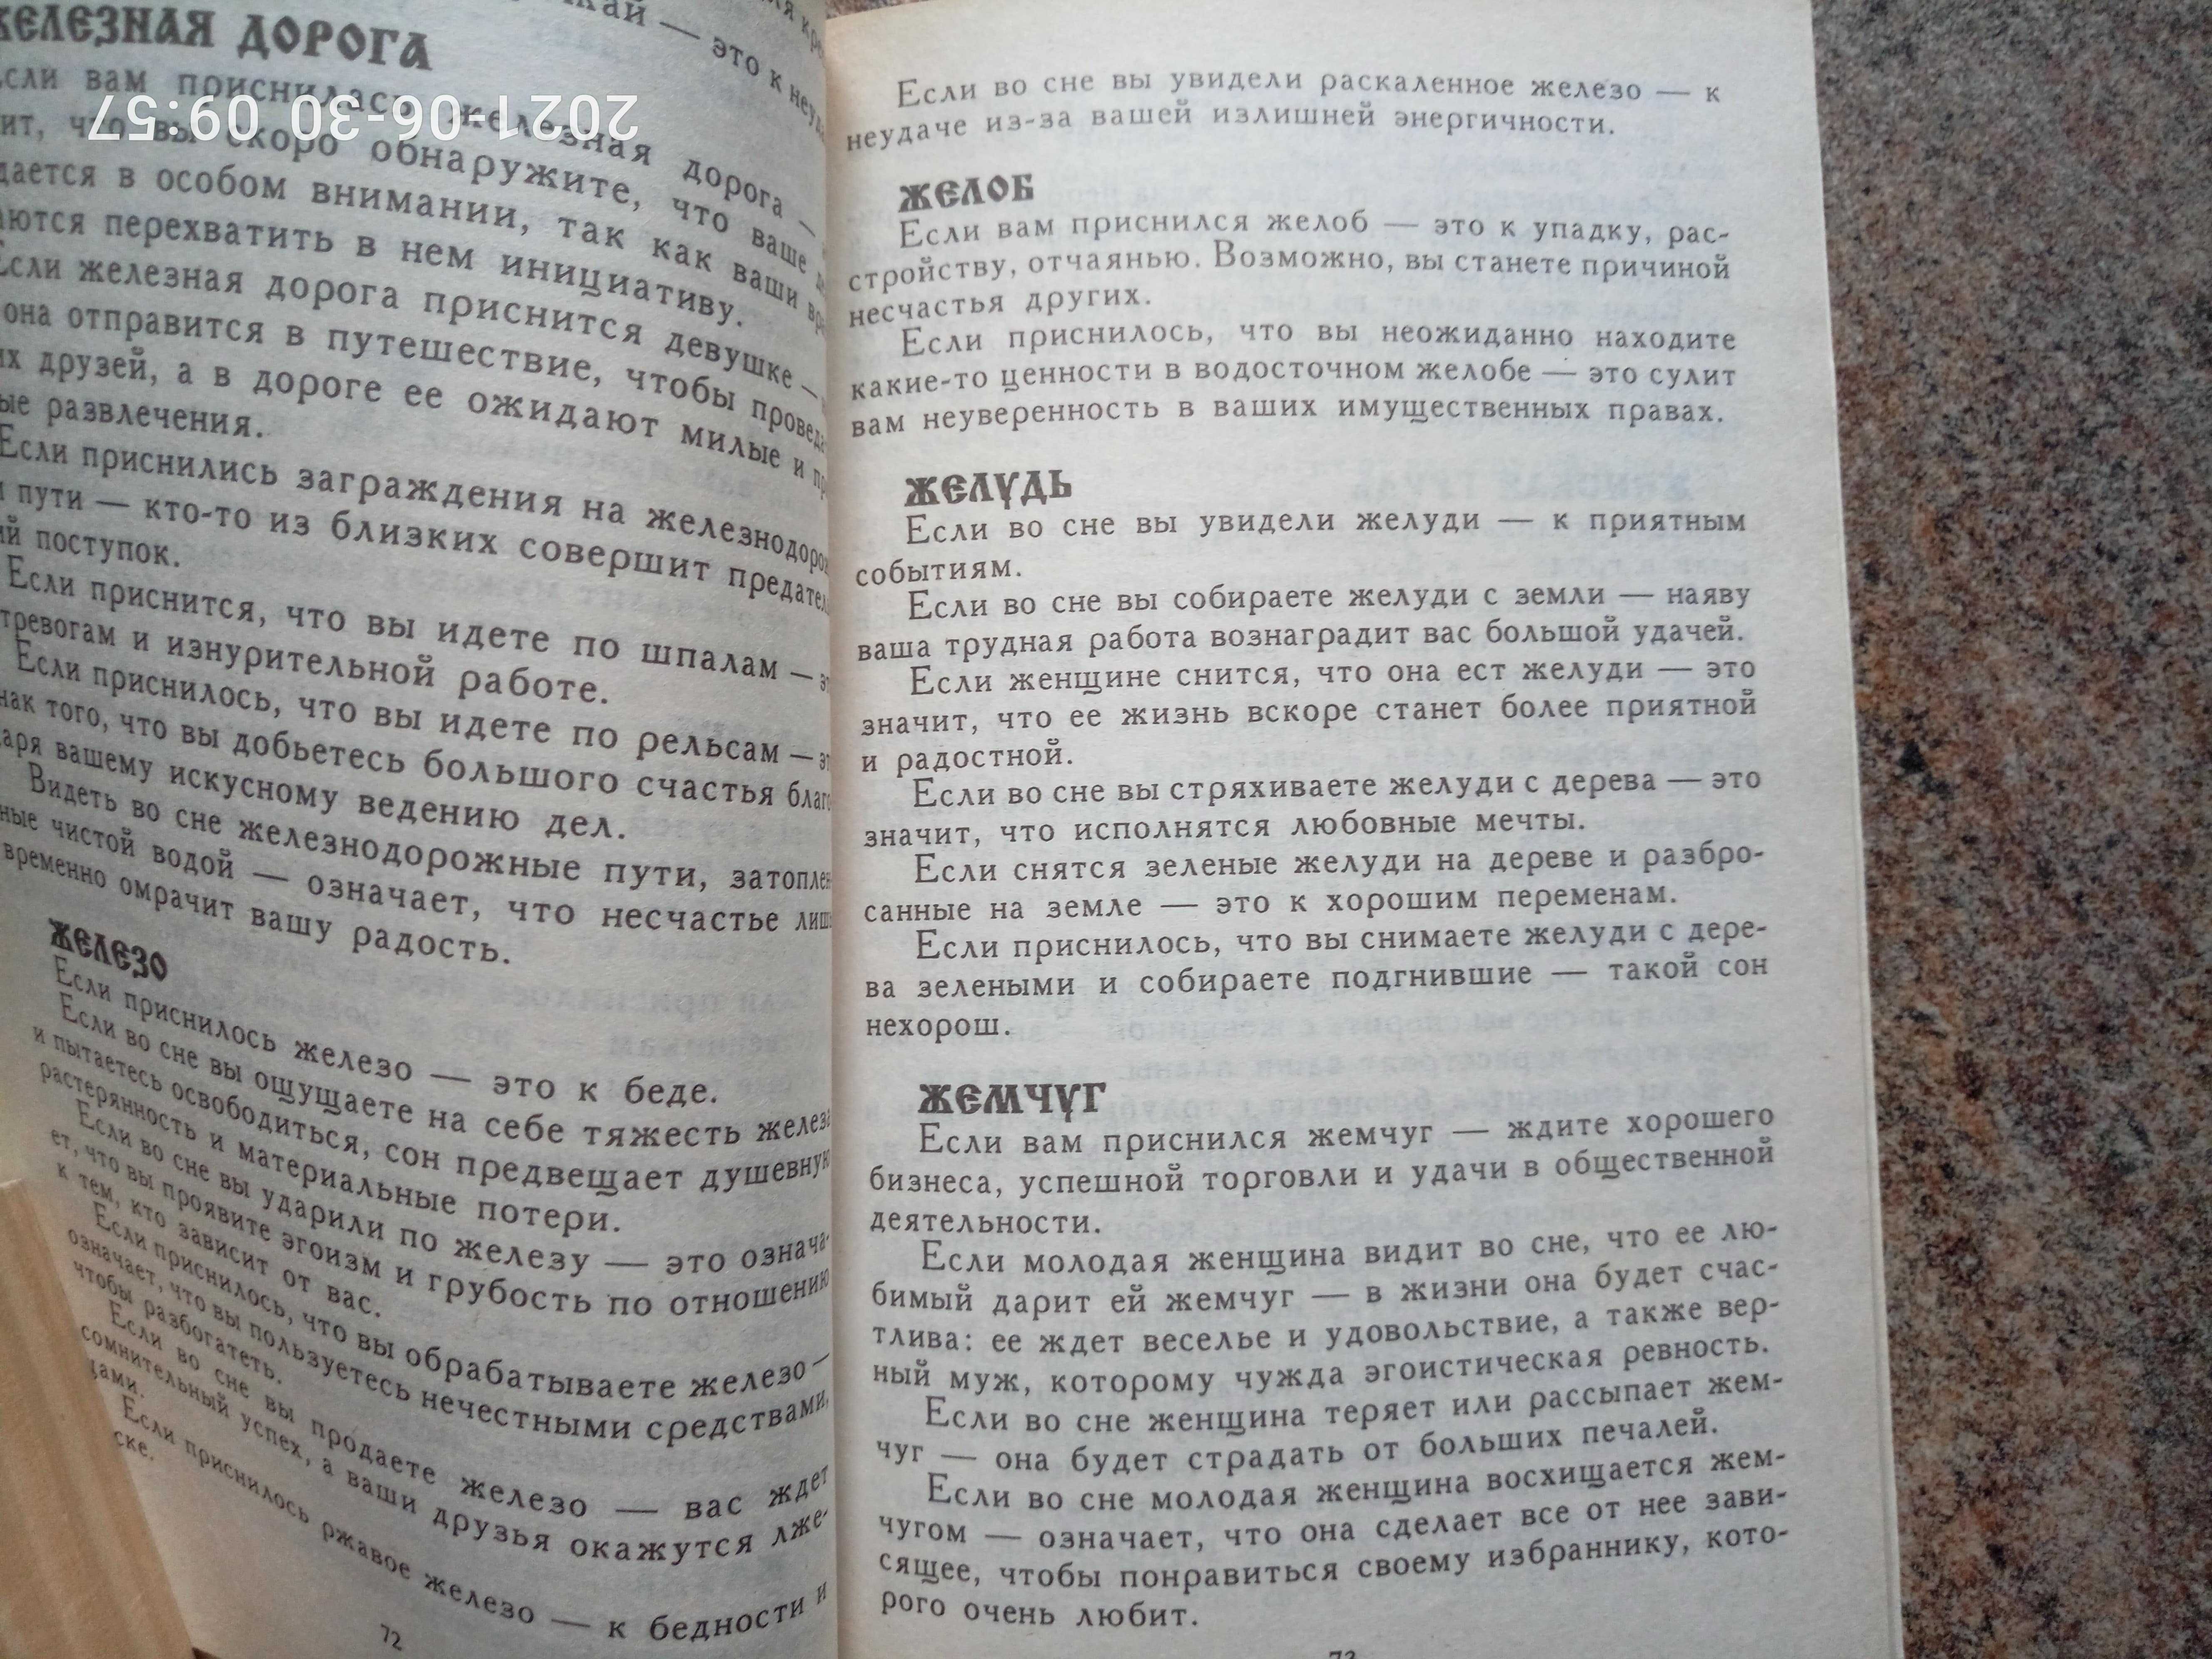 это к неуда
ЖЕЛЕЗНАЯ ДОРОГА
Если вам приснилась железная дорога —
что вы скоро обнаружите, что ваше
в особом внимании, так как ваши
перехватить в нем инициативу.
Если железная дорога приснится девушке —
она отправится в путешествие, чтобы
друзей, а в дороге ее ожидают милые и
развлечения.
Если приснились заграждения на
пути — кто-то из близких совершит
поступок.
Если приснится, что вы идете по шпалам —
тревогам и изнурительной работе.
Если приснилось, что вы идете по рельсам —
того, что вы добьетесь большого счастья
вашему искусному ведению дел.
Видеть во сне железнодорожные пути,
чистой водой — означает, что несчастье
временно омрачит вашу радость.
ЖЕЛЕЗО
Если приснилось железо — это к беде.
Если во сне вы ощущаете на себе тяжесть железа
и пытаетесь освободиться, сон предвещает душевную
растерянность и материальные потери.
Если во сне вы ударили по железу — это означа-
ет, что вы проявите эгоизм и грубость по отношению
к тем, кто зависит от вас.
Если приснилось, что вы обрабатываете железо —
означает, что вы пользуетесь нечестными средствами,
чтобы разбогатеть.
Если во сне вы продаете железо — вас ждет
сомнительный успех, а ваши друзья окажутся лже-
Если приснилось ржавое железо — к бедности и
72
2021-06-30 09:57
Если во сне вы увидели раскаленное железо — к
неудаче из-за вашей излишней энергичности.
ЖЕЛОБ
Если вам приснился желоб — это к упадку, рас-
стройству, отчаянью. Возможно, вы станете причиной
несчастья других.
Если приснилось, что вы неожиданно находите
какие-то ценности в водосточном желобе — это сулит
вам неуверенность в ваших имущественных правах.
ЖЕЛУДЬ
Если во сне вы увидели желуди — к приятным
событиям.
Если во сне вы собираете желуди с земли — наяву
ваша трудная работа вознаградит вас большой удачей.
Если женщине снится, что она ест желуди — это
значит, что ее жизнь вскоре станет более приятной
и радостной.
Если во сне вы стряхиваете желуди с дерева — это
значит, что исполнятся любовные мечты.
Если снятся зеленые желуди на дереве и разбро-
санные на земле — это к хорошим переменам.
Если приснилось, что вы снимаете желуди с дере-
ва зелеными и собираете подгнившие — такой сон
нехорош.
ЖЕМЧУГ
Если вам приснился жемчуг — ждите хорошего
бизнеса, успешной торговли и удачи в общественной
деятельности.
Если молодая женщина видит во сне, что ее лю-
бимый дарит ей жемчуг — в жизни она будет счас-
тлива: ее ждет веселье и удовольствие, а также вер-
ный муж, которому чужда эгоистическая ревность.
Если во сне женщина теряет или рассыпает жем-
чуг — она будет страдать от больших печалей.
Если во сне молодая женщина восхищается жем-
чугом — означает, что она сделает все от нее зави-
сящее, чтобы понравиться своему избраннику, кото-
рого очень любит.
73